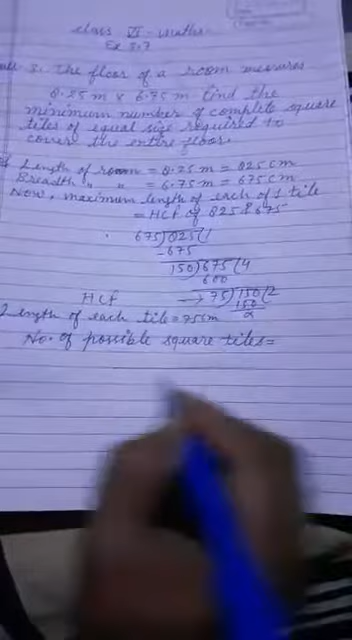 class VI - maths
Ex 3.7
3. The floor of a room measures
8.25 m x 6.75 m find the
minimum number of complete square
tiles of equal size required to
cover the entire floor.
Length of room = 8.25 m = 825 cm
Breadth " " = 6.75 m = 675 cm
Now, maximum length of each of 1 tile
= HCF of 825 & 675
675)825(1
-675
150)675(4
600
HCF → 75)150(2
150
Length of each tile = 75cm
No. of possible square tiles =